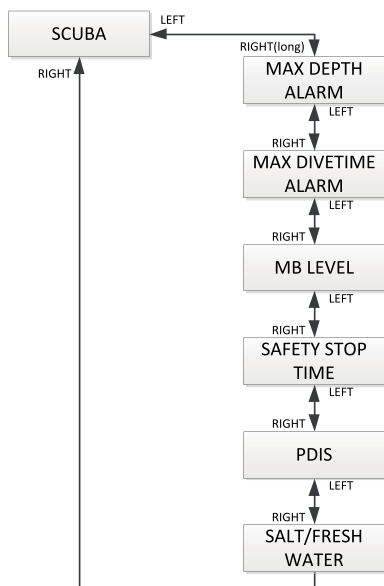 SCUBA
LEFT
RIGHT(long)
RIGHT
MAX DEPTH
ALARM
LEFT
RIGHT
MAX DIVETIME
ALARM
LEFT
RIGHT
MB LEVEL
LEFT
RIGHT
SAFETY STOP
TIME
LEFT
RIGHT
PDIS
LEFT
RIGHT
SALT/FRESH
WATER